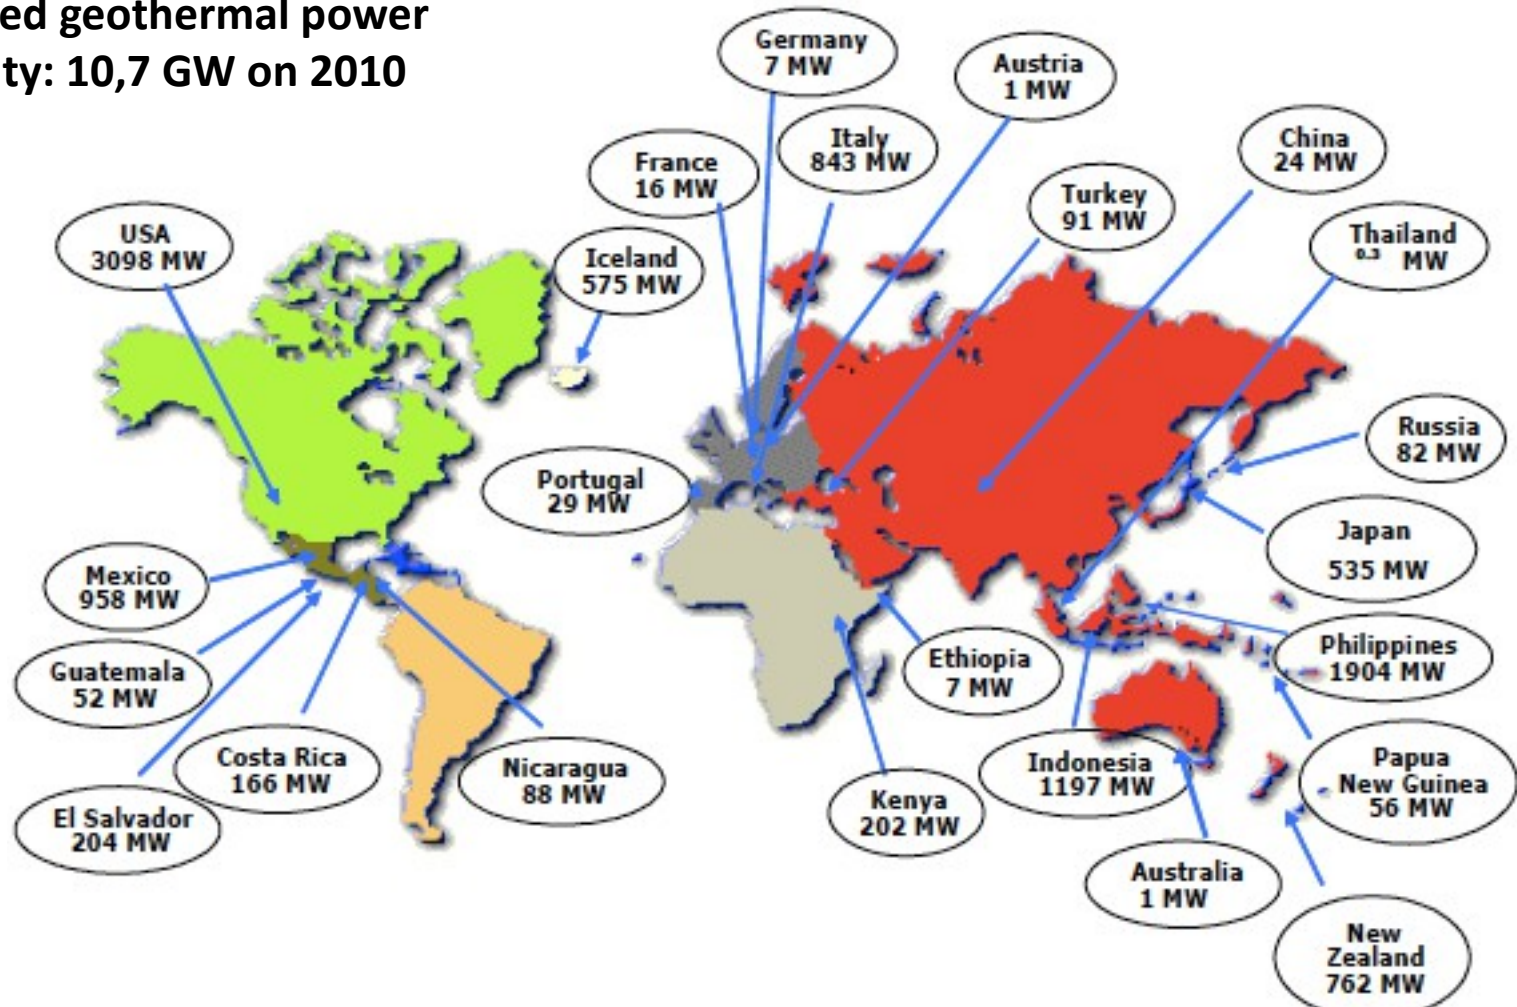 ed geothermal power
ty: 10,7 GW on 2010
Germany
7 MW
Austria
1 MW
Italy
843 MW
China
24 MW
France
16 MW
Turkey
91 MW
USA
3098 MW
Iceland
575 MW
Thailand
0.3 MW
Russia
82 MW
Portugal
29 MW
Japan
535 MW
Mexico
958 MW
Philippines
1904 MW
Guatemala
52 MW
Ethiopia
7 MW
Costa Rica
166 MW
Nicaragua
88 MW
Indonesia
1197 MW
Papua
New Guinea
56 MW
El Salvador
204 MW
Kenya
202 MW
Australia
1 MW
New
Zealand
762 MW